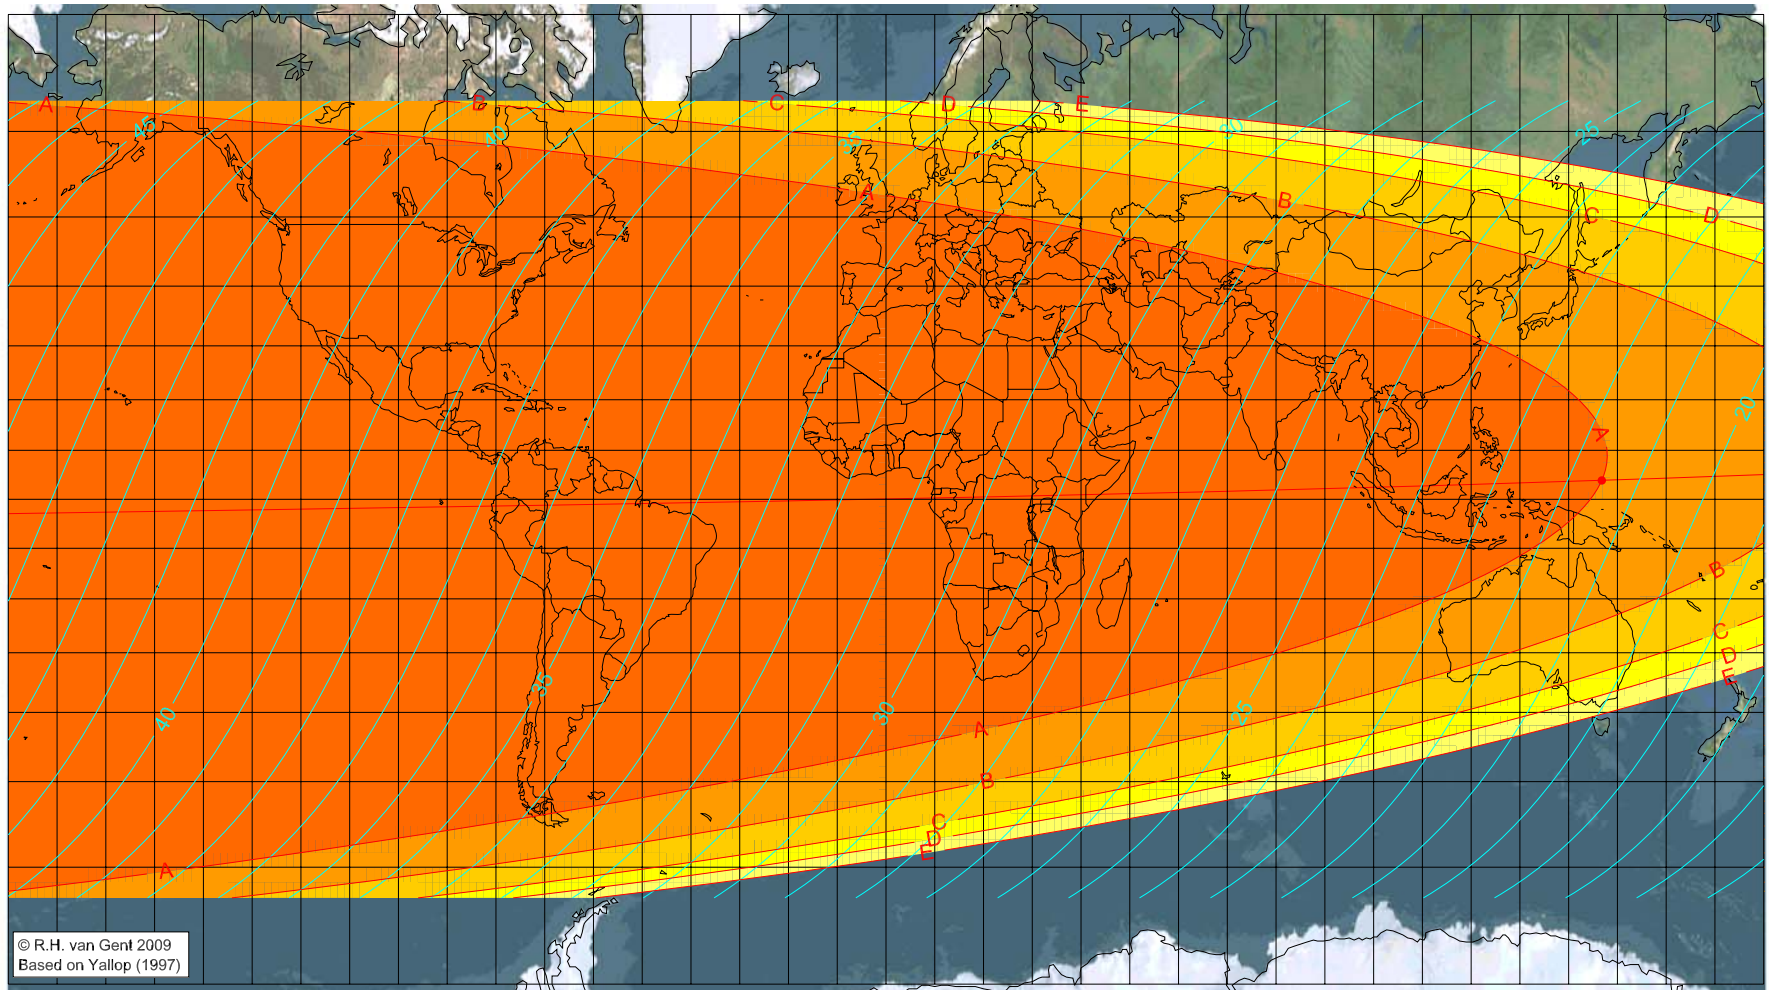 A B C D E
45 40 35 30 25
A B
C D
20
A
B
C
D
E
35
40 30 25
A
B
C
D
E
A
© R.H. van Gent 2009
Based on Yallop (1997)